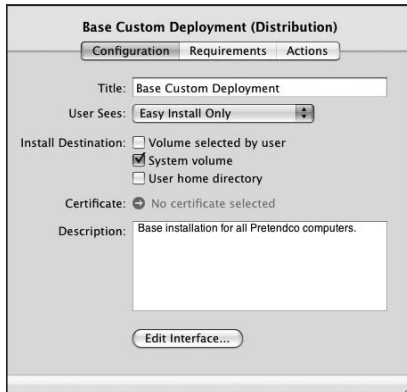 Base Custom Deployment (Distribution)
Configuration Requirements Actions
Title: Base Custom Deployment
User Sees: Easy Install Only
Install Destination: Volume selected by user
System volume
User home directory
Certificate: No certificate selected
Description: Base installation for all Pretendco computers.
Edit Interface...